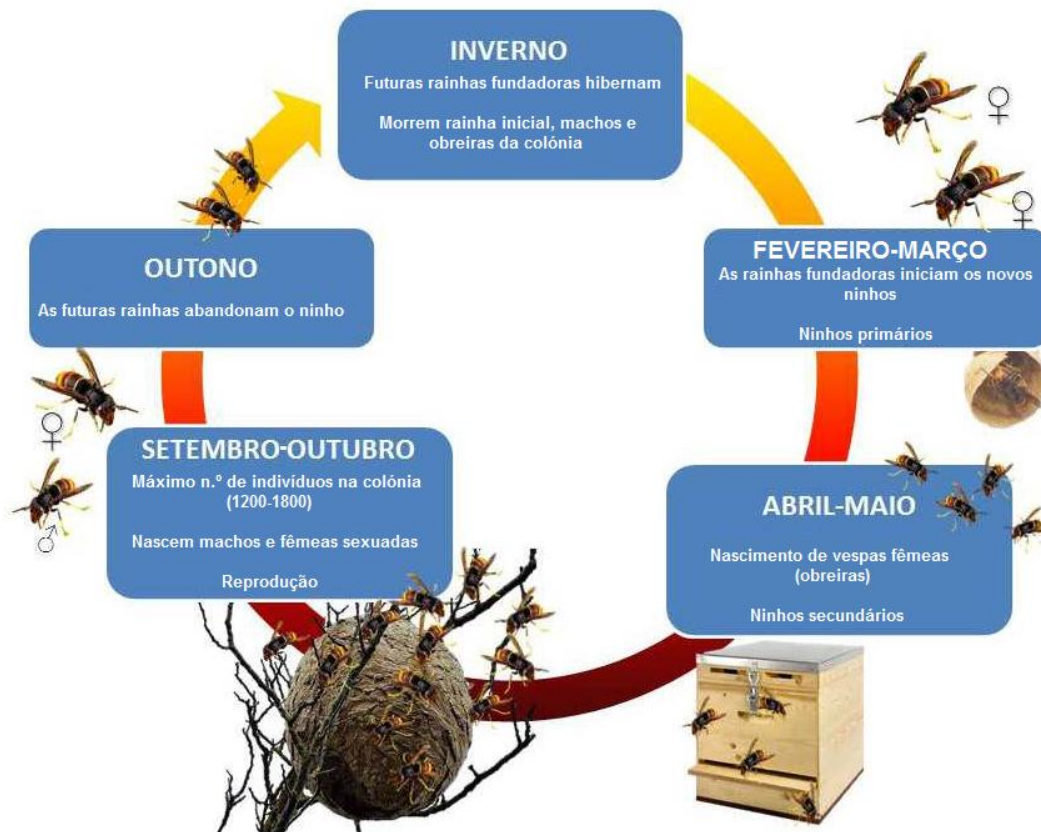 INVERNO
Futuras rainhas fundadoras hibernam
Morrem rainha inicial, machos e
obreiras da colónia
FEVEREIRO-MARÇO
As rainhas fundadoras iniciam os novos
ninhos
Ninhos primários
ABRIL-MAIO
Nascimento de vespas fêmeas
(obreiras)
Ninhos secundários
SETEMBRO-OUTUBRO
Máximo n.º de indivíduos na colónia
(1200-1800)
Nascem machos e fêmeas sexuadas
Reprodução
OUTONO
As futuras rainhas abandonam o ninho